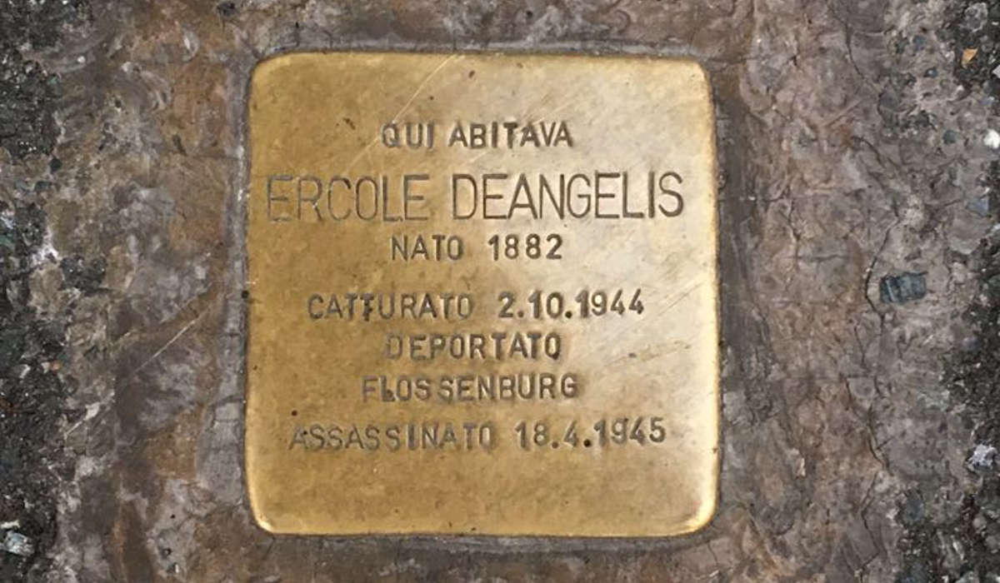 QUI ABITAVA
ERCOLE DEANGELIS
NATO 1882
CATTURATO 2.10.1944
DEPORTATO
FLOSSENBURG
ASSASSINATO 18.4.1945